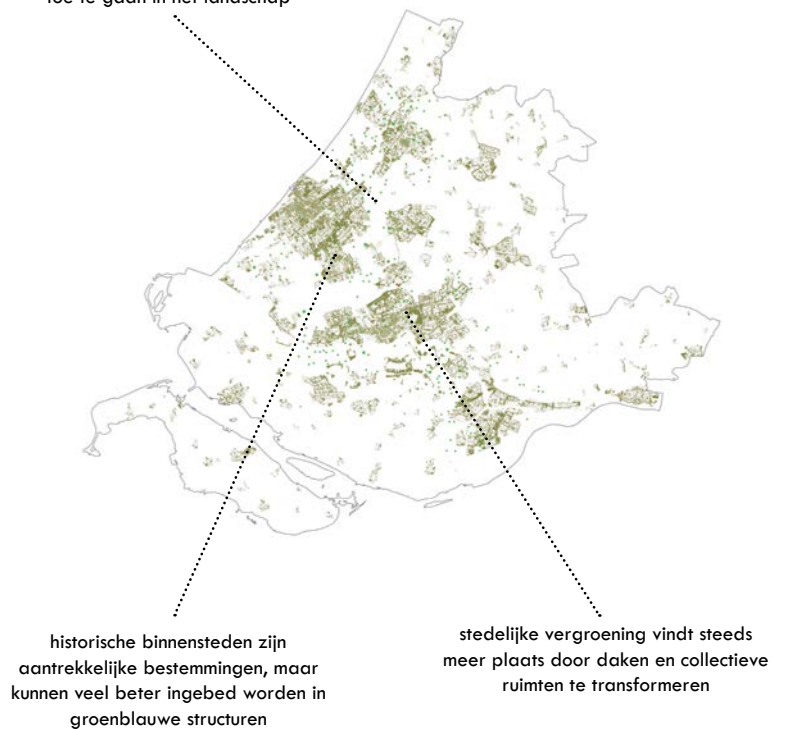 toe te gaan in het landschap
historische binnensteden zijn
aantrekkelijke bestemmingen, maar
kunnen veel beter ingebed worden in
groenblauwe structuren
stedelijke vergroening vindt steeds
meer plaats door daken en collectieve
ruimten te transformeren